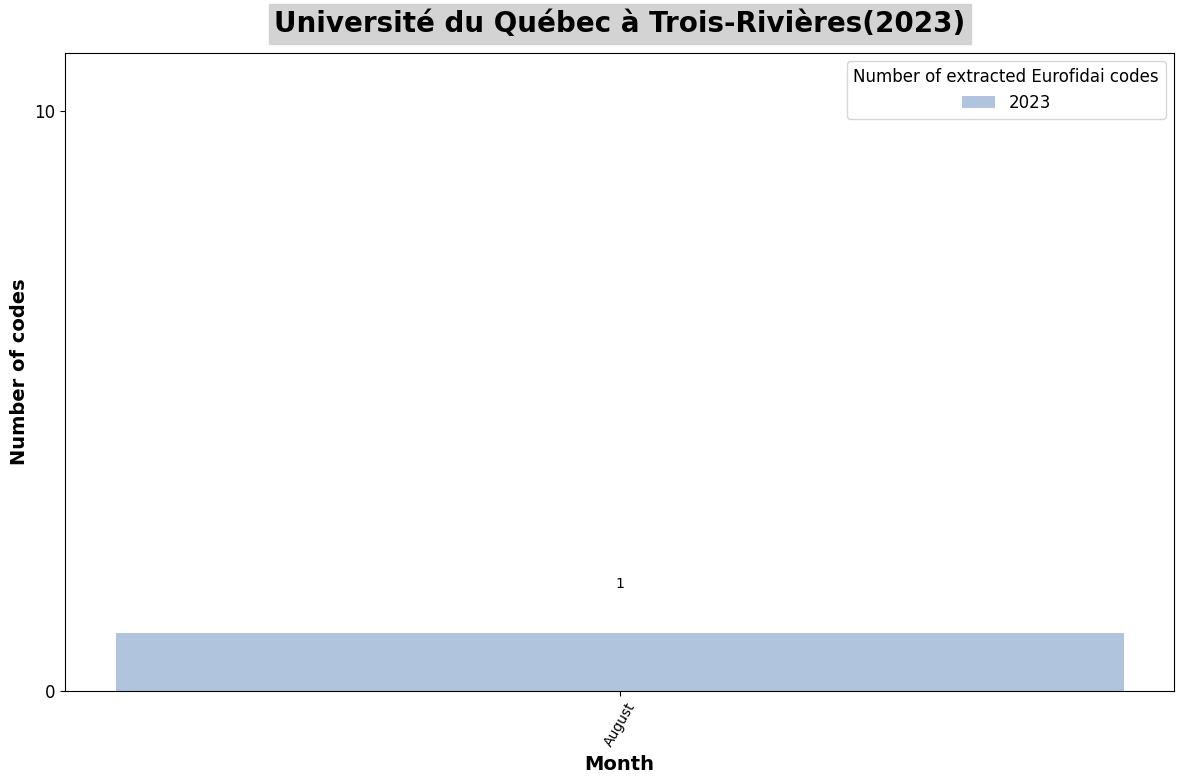 Université du Québec à Trois-Rivières(2023)
Number of extracted Eurofidai codes
2023
10
Number of codes
1
0
August
Month